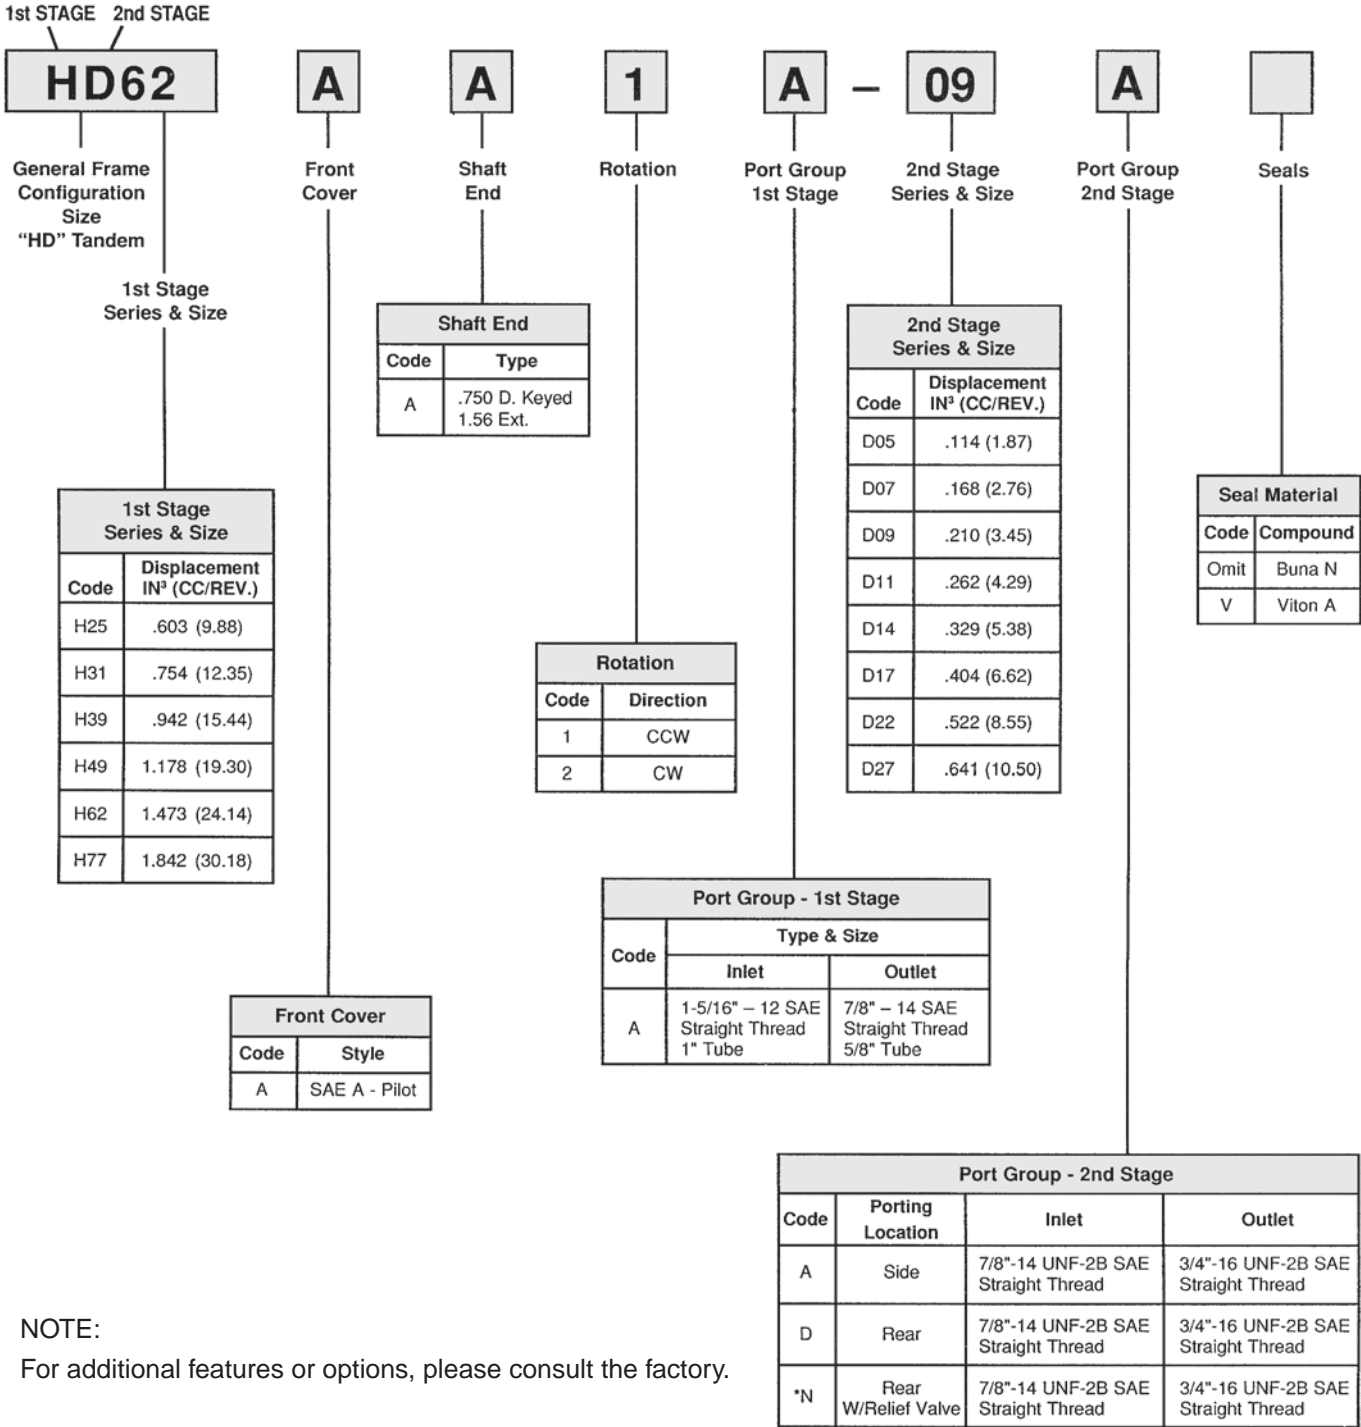 1st STAGE 2nd STAGE
HD62 A A 1 A – 09 A
General Frame
Configuration
Size
“HD” Tandem
Front
Cover
Shaft
End
Rotation
Port Group
1st Stage
2nd Stage
Series & Size
Port Group
2nd Stage
Seals
1st Stage
Series & Size
Shaft End
Code Type
A .750 D. Keyed
1.56 Ext.
2nd Stage
Series & Size
Code Displacement
IN³ (CC/REV.)
D05 .114 (1.87)
D07 .168 (2.76)
D09 .210 (3.45)
D11 .262 (4.29)
D14 .329 (5.38)
D17 .404 (6.62)
D22 .522 (8.55)
D27 .641 (10.50)
Seal Material
Code Compound
Omit Buna N
V Viton A
1st Stage
Series & Size
Code Displacement
IN³ (CC/REV.)
H25 .603 (9.88)
H31 .754 (12.35)
H39 .942 (15.44)
H49 1.178 (19.30)
H62 1.473 (24.14)
H77 1.842 (30.18)
Rotation
Code Direction
1 CCW
2 CW
Port Group - 1st Stage
Code Type & Size
Inlet Outlet
A 1-5/16" – 12 SAE 7/8" – 14 SAE
Straight Thread Straight Thread
1" Tube 5/8" Tube
Front Cover
Code Style
A SAE A - Pilot
Port Group - 2nd Stage
Code Porting
Location Inlet Outlet
A Side 7/8"-14 UNF-2B SAE 3/4"-16 UNF-2B SAE
Straight Thread Straight Thread
D Rear 7/8"-14 UNF-2B SAE 3/4"-16 UNF-2B SAE
Straight Thread Straight Thread
*N Rear 7/8"-14 UNF-2B SAE 3/4"-16 UNF-2B SAE
W/Relief Valve Straight Thread Straight Thread
NOTE:
For additional features or options, please consult the factory.